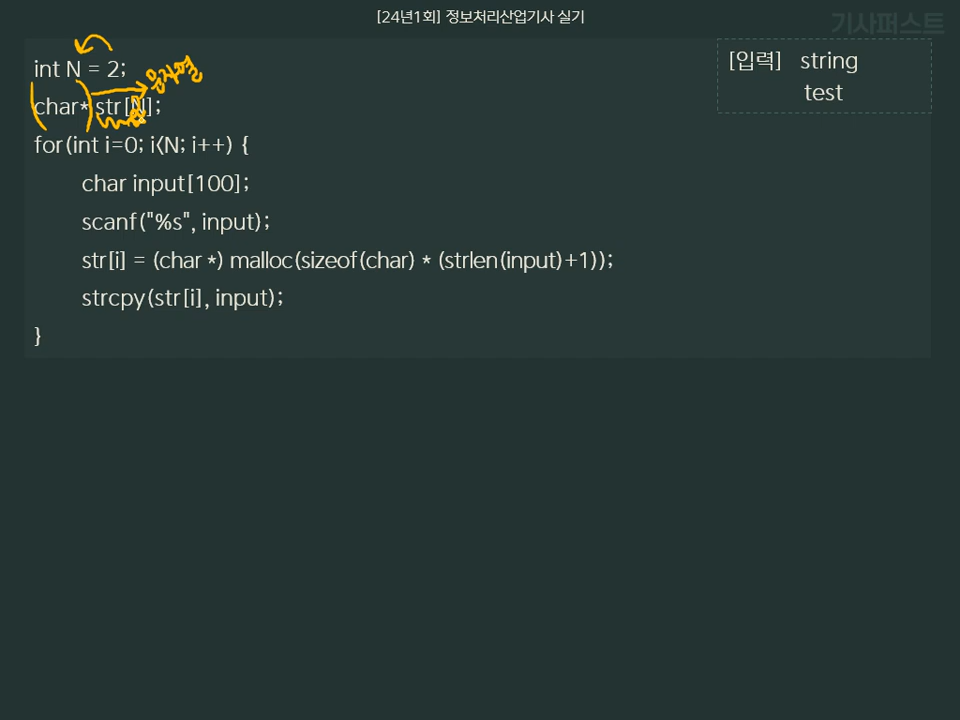 [24년1회] 정보처리산업기사 실기
기사퍼스트
int N = 2;
char* str[N];
for(int i=0; i<N; i++) {
char input[100];
scanf("%s", input);
str[i] = (char *) malloc(sizeof(char) * (strlen(input)+1));
strcpy(str[i], input);
}
[입력] string
test